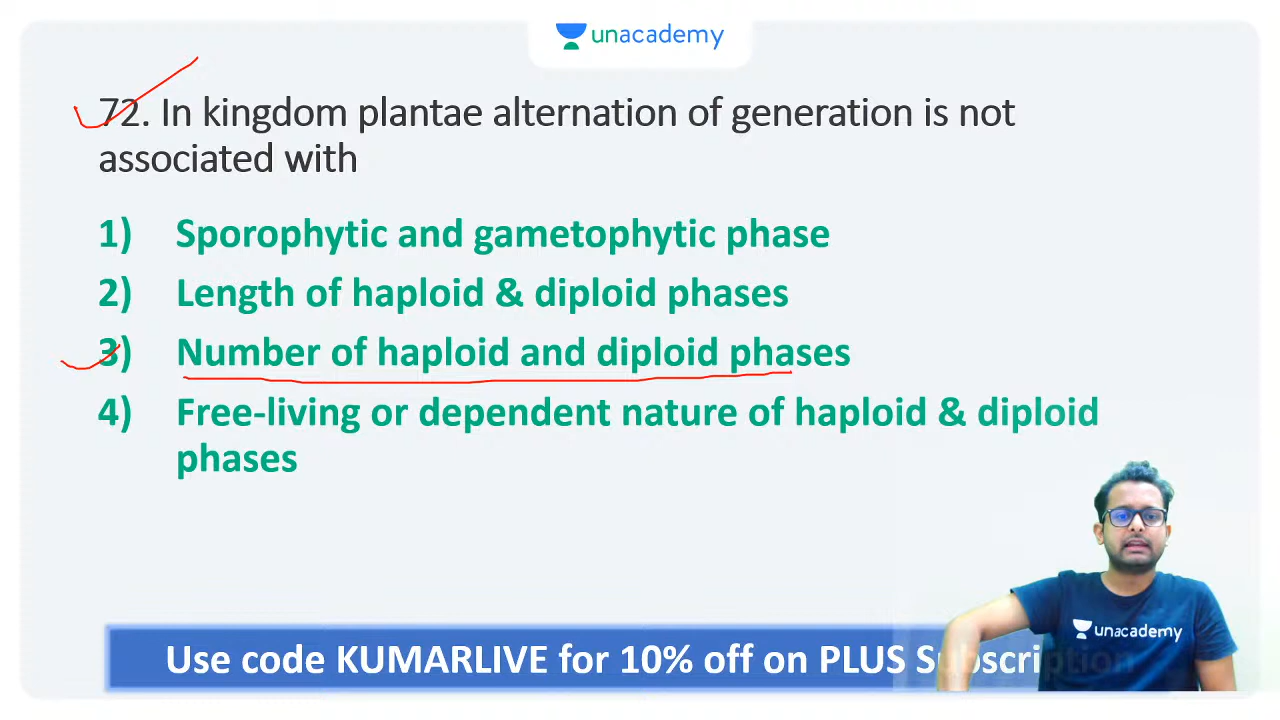 unacademy
72. In kingdom plantae alternation of generation is not
associated with
1) Sporophytic and gametophytic phase
2) Length of haploid & diploid phases
3) Number of haploid and diploid phases
4) Free-living or dependent nature of haploid & diploid
phases
unacademy
Use code KUMARLIVE for 10% off on PLUS Subscription